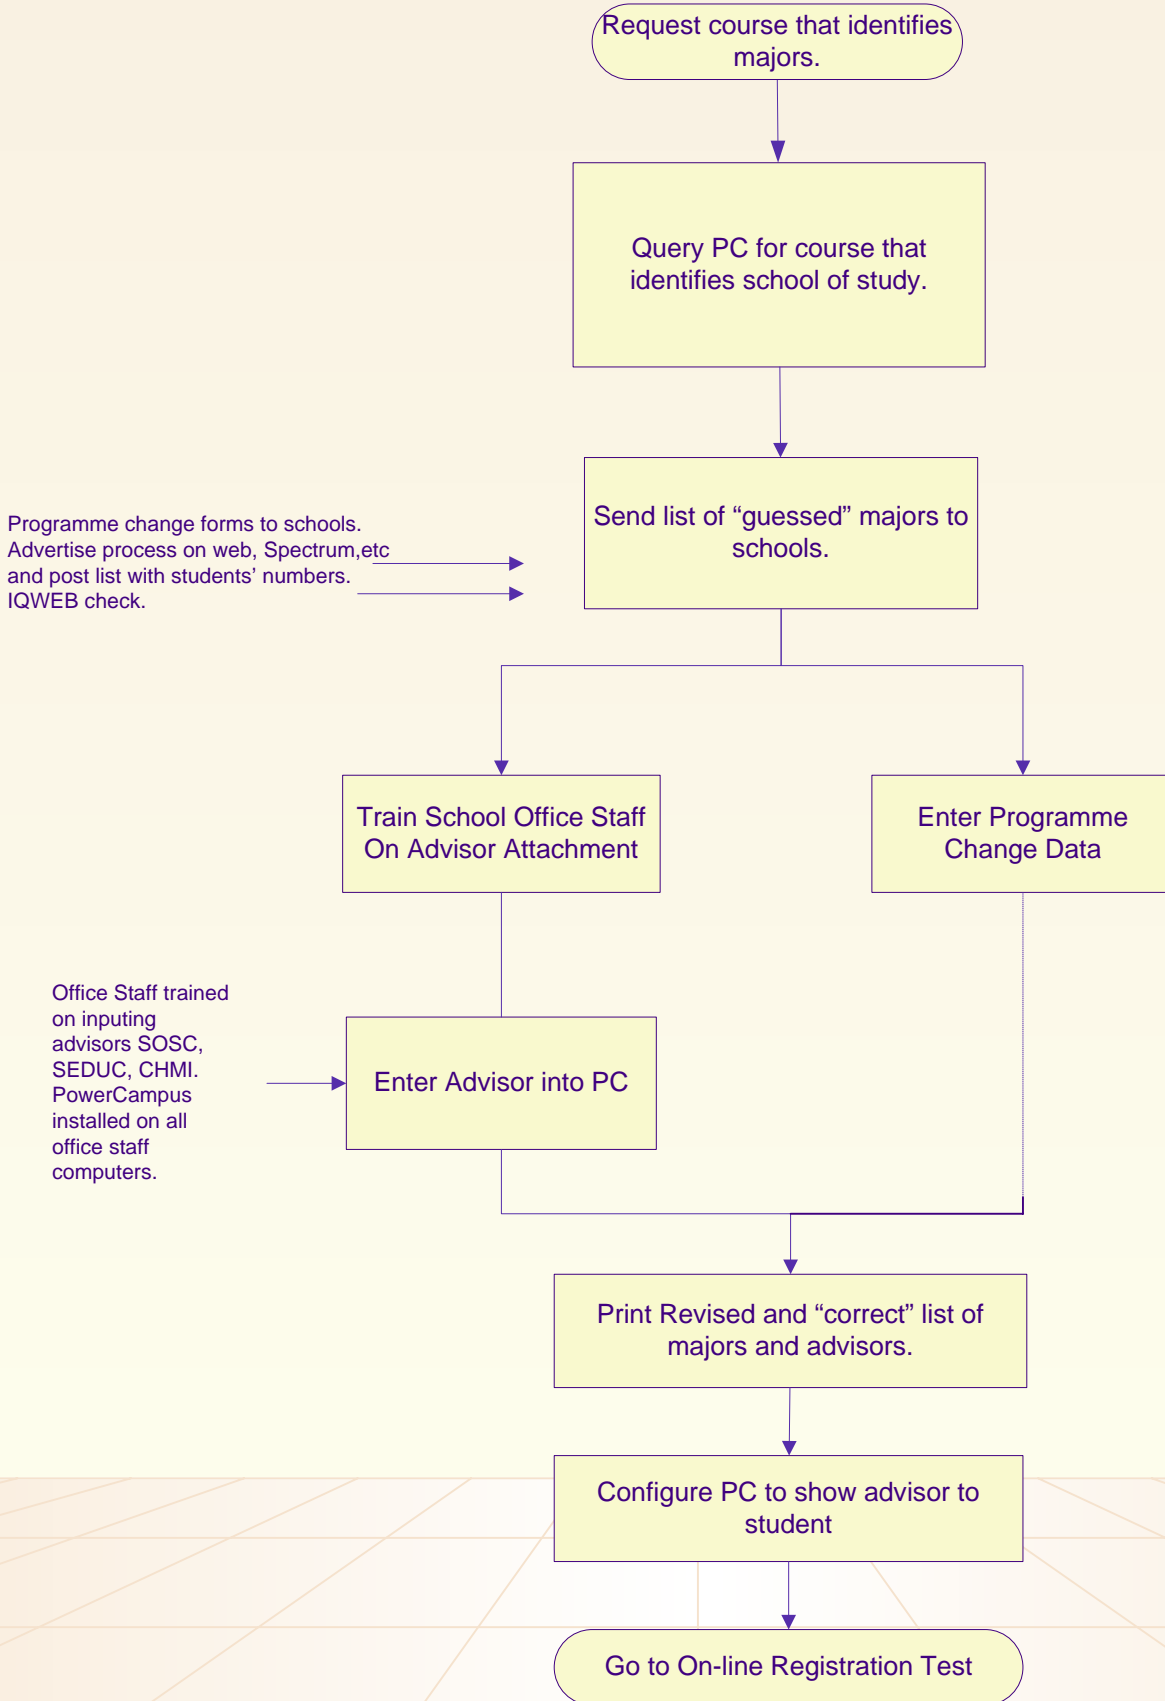 Request course that identifies
majors.
Query PC for course that
identifies school of study.
Send list of “guessed” majors to
schools.
Programme change forms to schools.
Advertise process on web, Spectrum,etc
and post list with students’ numbers.
IQWEB check.
Train School Office Staff
On Advisor Attachment
Enter Programme
Change Data
Office Staff trained
on inputing
advisors SOSC,
SEDUC, CHMI.
PowerCampus
installed on all
office staff
computers.
Enter Advisor into PC
Print Revised and “correct” list of
majors and advisors.
Configure PC to show advisor to
student
Go to On-line Registration Test